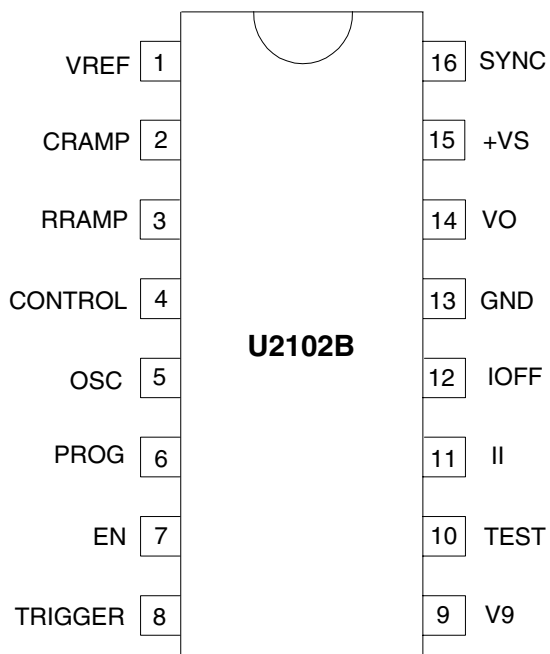 VREF 1 16 SYNC
CRAMP 2 15 +VS
RRAMP 3 14 VO
CONTROL 4 13 GND
U2102B
OSC 5 12 IOFF
PROG 6 11 II
EN 7 10 TEST
TRIGGER 8 9 V9